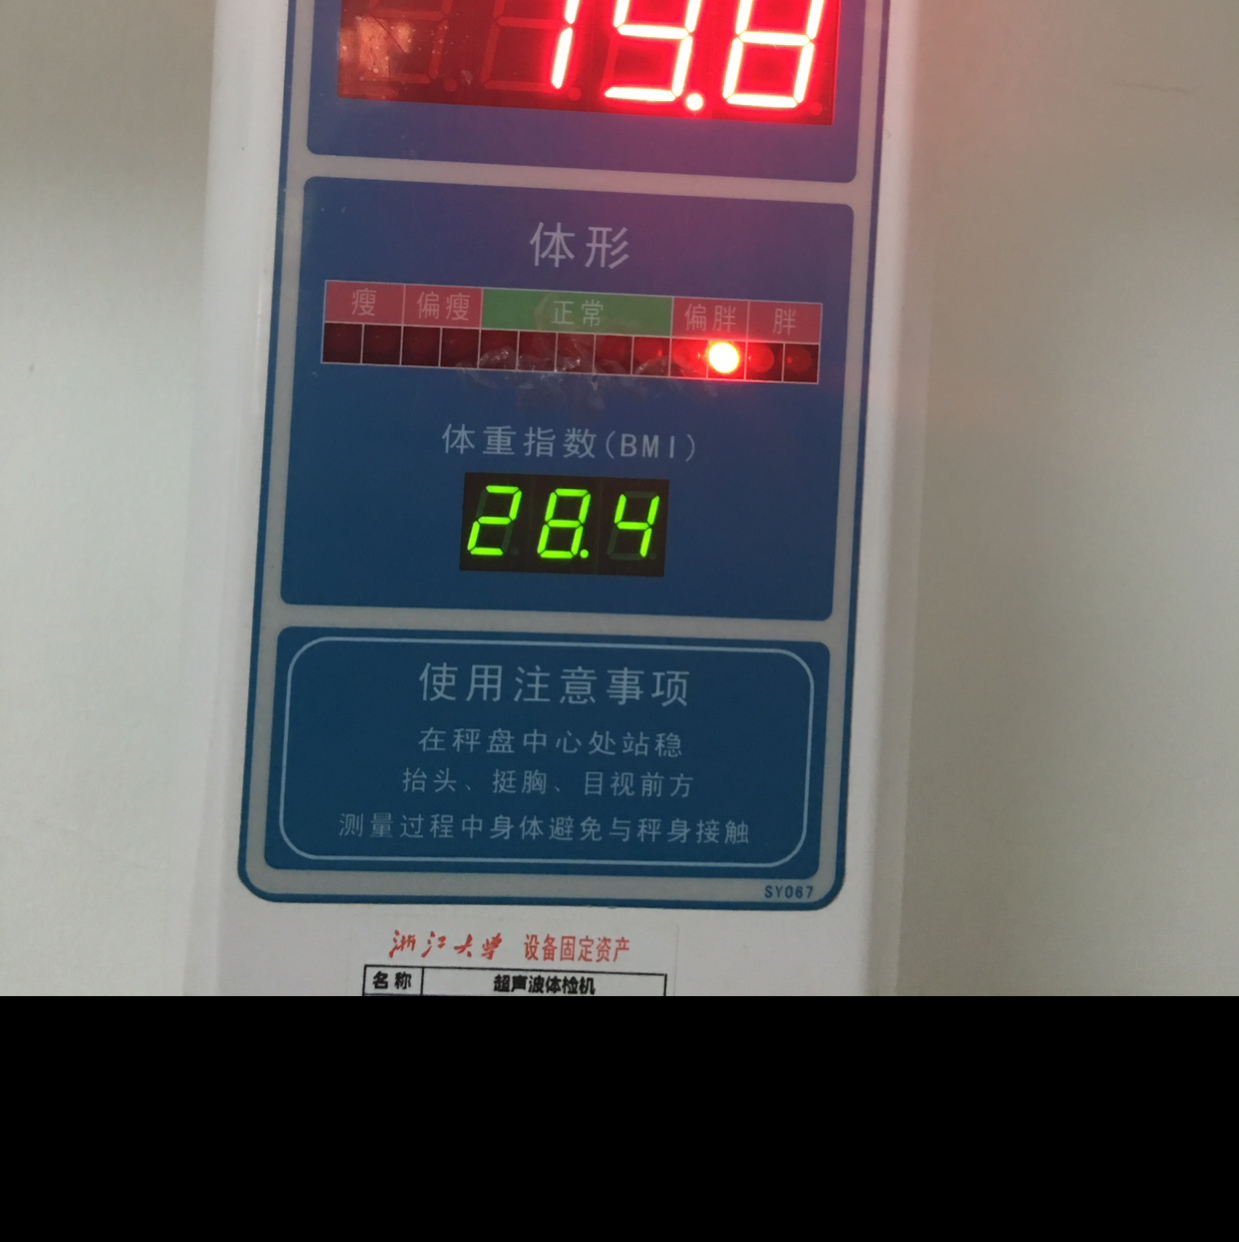 体形
瘦 偏瘦 正常 偏胖 胖
体重指数(BMI)
28.4
使用注意事项
在秤盘中心处站稳
抬头、挺胸、目视前方
测量过程中身体避免与秤身接触
SY067
浙江大学 设备固定资产
名称 超声波体检机